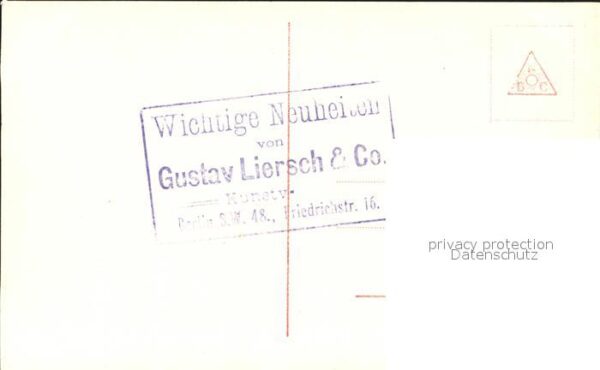 Wichtige Neuheiten
von
Gustav Liersch & Co.
Kunstv-
Berlin S.W. 48., Friedrichstr. 16.
privacy protection
Datenschutz